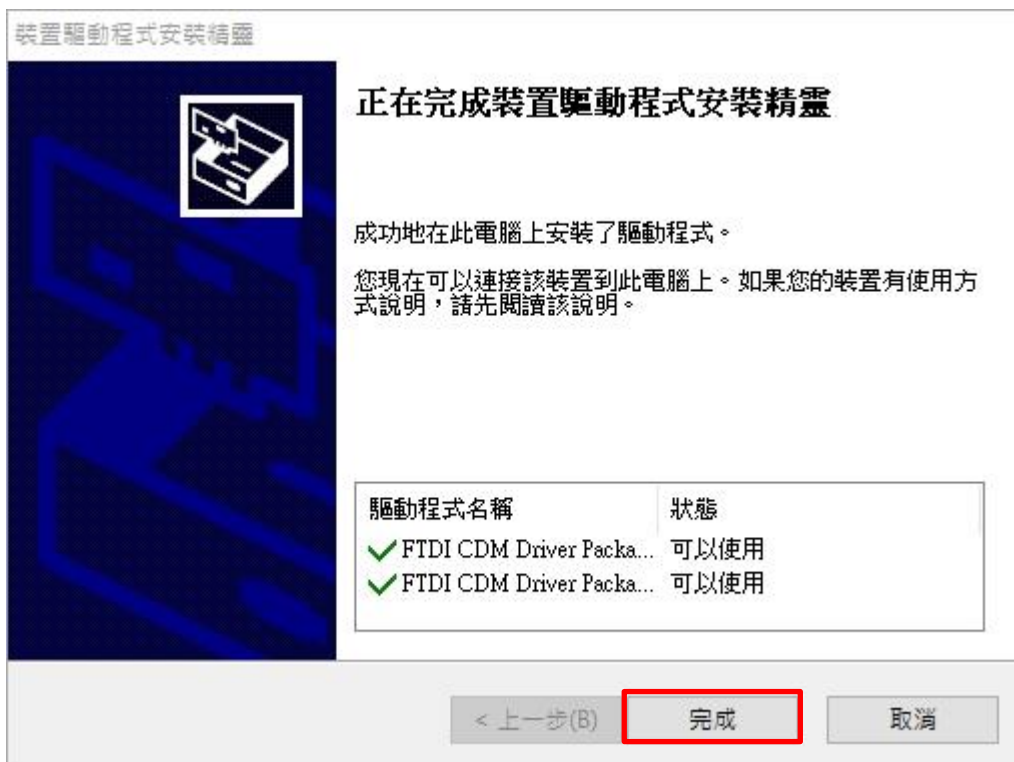 裝置驅動程式安裝精靈
正在完成裝置驅動程式安裝精靈
成功地在此電腦上安裝了驅動程式。
您現在可以連接該裝置到此電腦上。如果您的裝置有使用方
式說明，請先閱讀該說明。
驅動程式名稱 狀態
FTDI CDM Driver Packa... 可以使用
FTDI CDM Driver Packa... 可以使用
< 上一步(B) 完成 取消